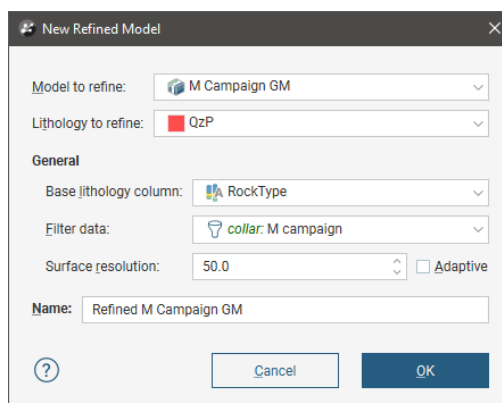 New Refined Model
Model to refine: M Campaign GM
Lithology to refine: QzP
General
Base lithology column: RockType
Filter data: collar: M campaign
Surface resolution: 50.0 Adaptive
Name: Refined M Campaign GM
? Cancel OK